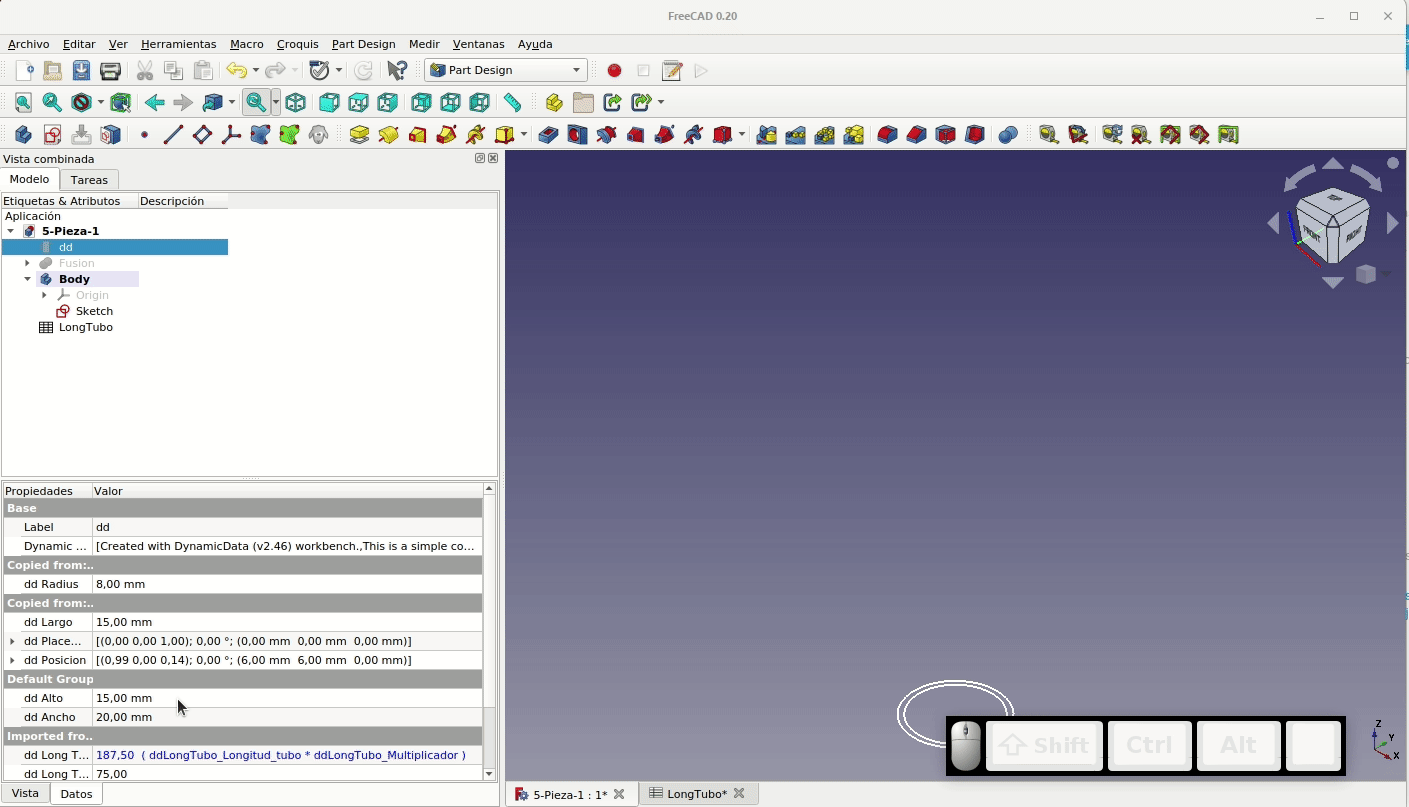 FreeCAD 0.20
Archivo Editar Ver Herramientas Macro Croquis Part Design Medir Ventanas Ayuda
Part Design
Vista combinada
Modelo Tareas
Etiquetas & Atributos Descripción
Aplicación
5-Pieza-1
dd
Fusion
Body
Origin
Sketch
LongTubo
Propiedades Valor
Base
Label dd
Dynamic ... [Created with DynamicData (v2.46) workbench.,This is a simple co...
Copied from:..
dd Radius 8,00 mm
Copied from:..
dd Largo 15,00 mm
dd Place... [(0,00 0,00 1,00); 0,00 °; (0,00 mm 0,00 mm 0,00 mm)]
dd Posicion [(0,99 0,00 0,14); 0,00 °; (6,00 mm 6,00 mm 0,00 mm)]
Default Group
dd Alto 15,00 mm
dd Ancho 20,00 mm
Imported fro..
dd Long T... 187,50 ( ddLongTubo_Longitud_tubo * ddLongTubo_Multiplicador )
dd Long T... 75,00
Vista Datos
FRONT
Shift Ctrl Alt
Z
Y
X
5-Pieza-1 : 1* LongTubo*